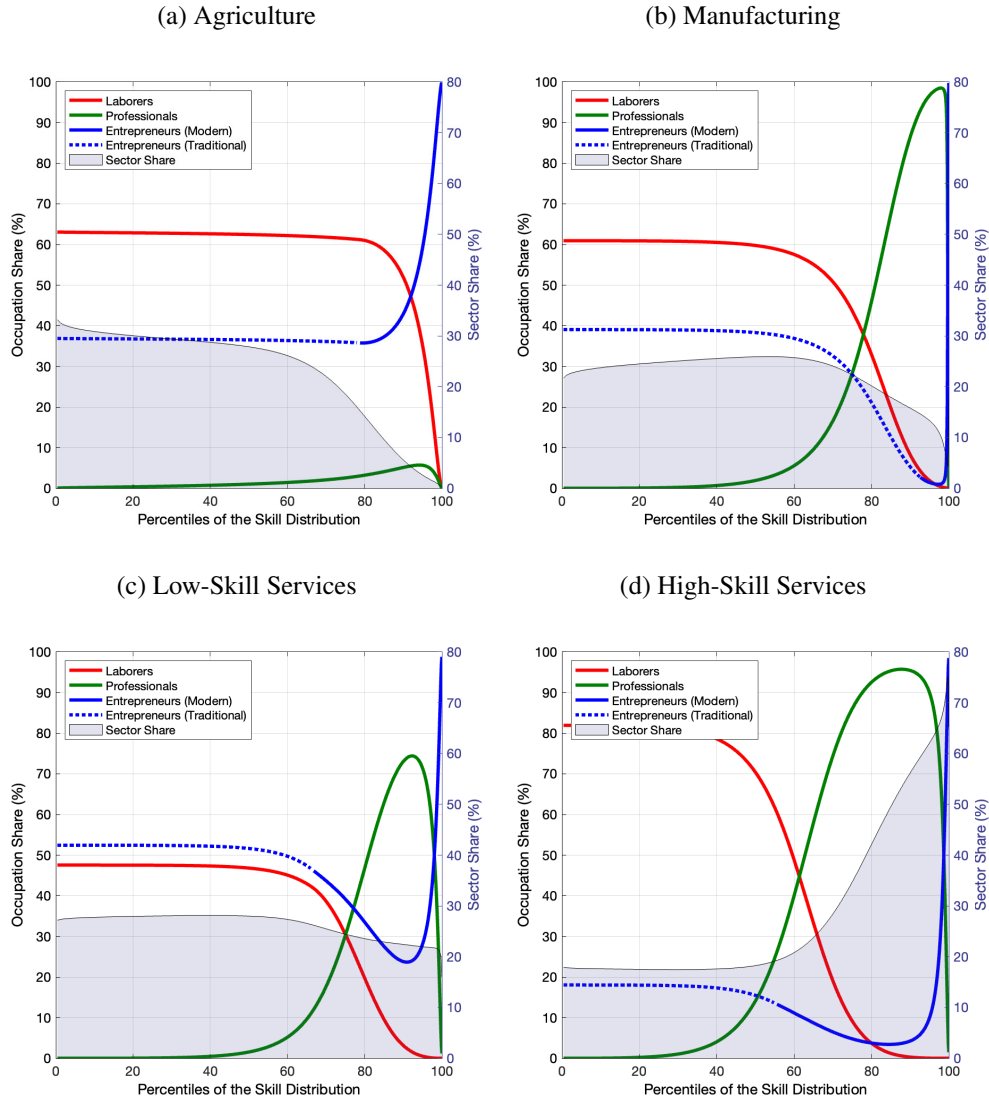 (a) Agriculture
(b) Manufacturing
100
90
80
70
60
50
40
30
20
10
0
Occupation Share (%)
Laborers
Professionals
Entrepreneurs (Modern)
Entrepreneurs (Traditional)
Sector Share
80
70
60
50
40
30
20
10
0
Sector Share (%)
0 20 40 60 80 100
Percentiles of the Skill Distribution
100
90
80
70
60
50
40
30
20
10
0
Occupation Share (%)
Laborers
Professionals
Entrepreneurs (Modern)
Entrepreneurs (Traditional)
Sector Share
80
70
60
50
40
30
20
10
0
Sector Share (%)
0 20 40 60 80 100
Percentiles of the Skill Distribution
(c) Low-Skill Services
(d) High-Skill Services
100
90
80
70
60
50
40
30
20
10
0
Occupation Share (%)
Laborers
Professionals
Entrepreneurs (Modern)
Entrepreneurs (Traditional)
Sector Share
80
70
60
50
40
30
20
10
0
Sector Share (%)
0 20 40 60 80 100
Percentiles of the Skill Distribution
100
90
80
70
60
50
40
30
20
10
0
Occupation Share (%)
Laborers
Professionals
Entrepreneurs (Modern)
Entrepreneurs (Traditional)
Sector Share
80
70
60
50
40
30
20
10
0
Sector Share (%)
0 20 40 60 80 100
Percentiles of the Skill Distribution